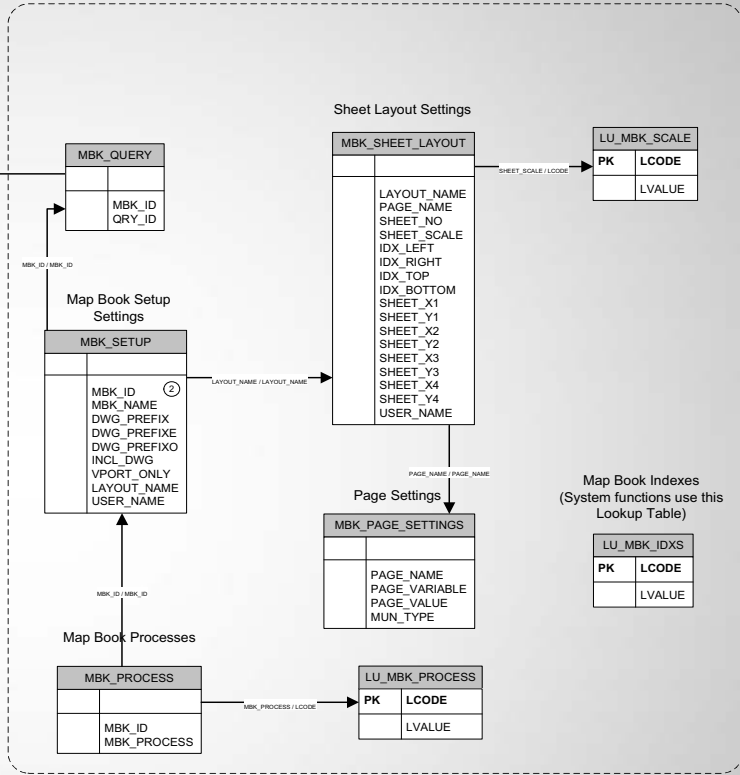 Sheet Layout Settings
MBK_QUERY
MBK_ID
QRY_ID
MBK_SHEET_LAYOUT
LAYOUT_NAME
PAGE_NAME
SHEET_NO
SHEET_SCALE
IDX_LEFT
IDX_RIGHT
IDX_TOP
IDX_BOTTOM
SHEET_X1
SHEET_Y1
SHEET_X2
SHEET_Y2
SHEET_X3
SHEET_Y3
SHEET_X4
SHEET_Y4
USER_NAME
SHEET_SCALE / LCODE
LU_MBK_SCALE
PK LCODE
LVALUE
MBK_ID / MBK_ID
Map Book Setup
Settings
MBK_SETUP
MBK_ID 2
MBK_NAME
DWG_PREFIX
DWG_PREFIXE
DWG_PREFIXO
INCL_DWG
VPORT_ONLY
LAYOUT_NAME
USER_NAME
LAYOUT_NAME / LAYOUT_NAME
PAGE_NAME / PAGE_NAME
Page Settings
MBK_PAGE_SETTINGS
PAGE_NAME
PAGE_VARIABLE
PAGE_VALUE
MUN_TYPE
Map Book Indexes
(System functions use this
Lookup Table)
LU_MBK_IDXS
PK LCODE
LVALUE
MBK_ID / MBK_ID
Map Book Processes
MBK_PROCESS
MBK_ID
MBK_PROCESS
MBK_PROCESS / LCODE
LU_MBK_PROCESS
PK LCODE
LVALUE